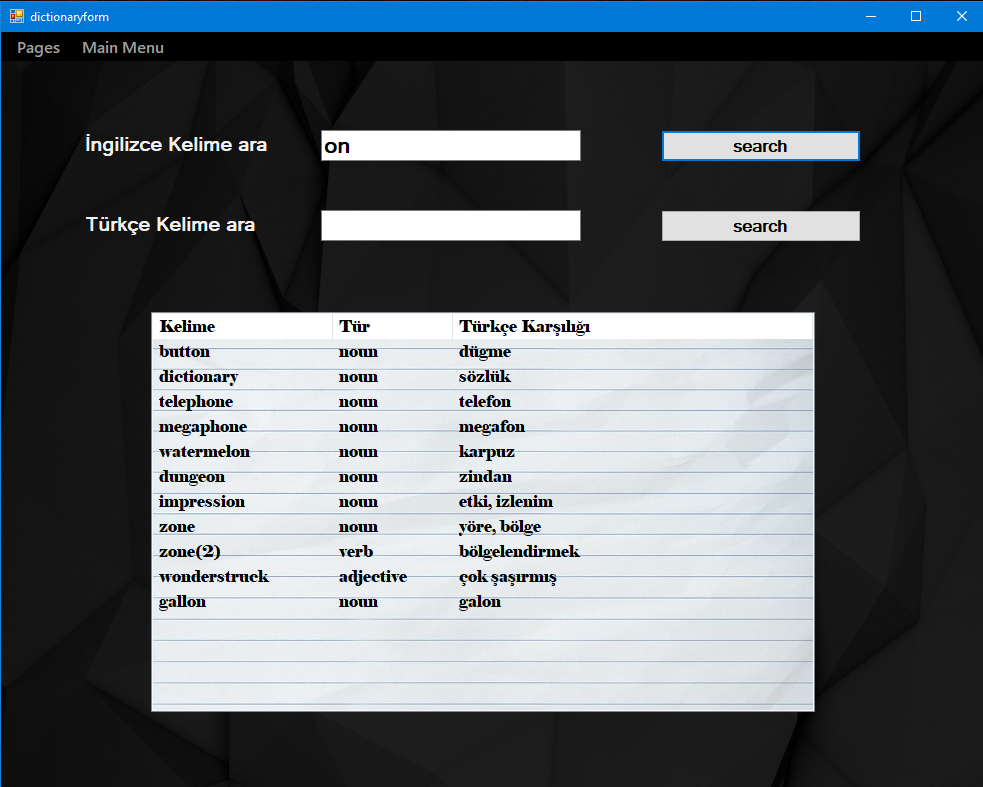 dictionaryform
Pages Main Menu
İngilizce Kelime ara on search
Türkçe Kelime ara search
Kelime Tür Türkçe Karşılığı
button noun düğme
dictionary noun sözlük
telephone noun telefon
megaphone noun megafon
watermelon noun karpuz
dungeon noun zindan
impression noun etki, izlenim
zone noun yöre, bölge
zone(2) verb bölgelendirmek
wonderstruck adjective çok şaşırmış
gallon noun galon